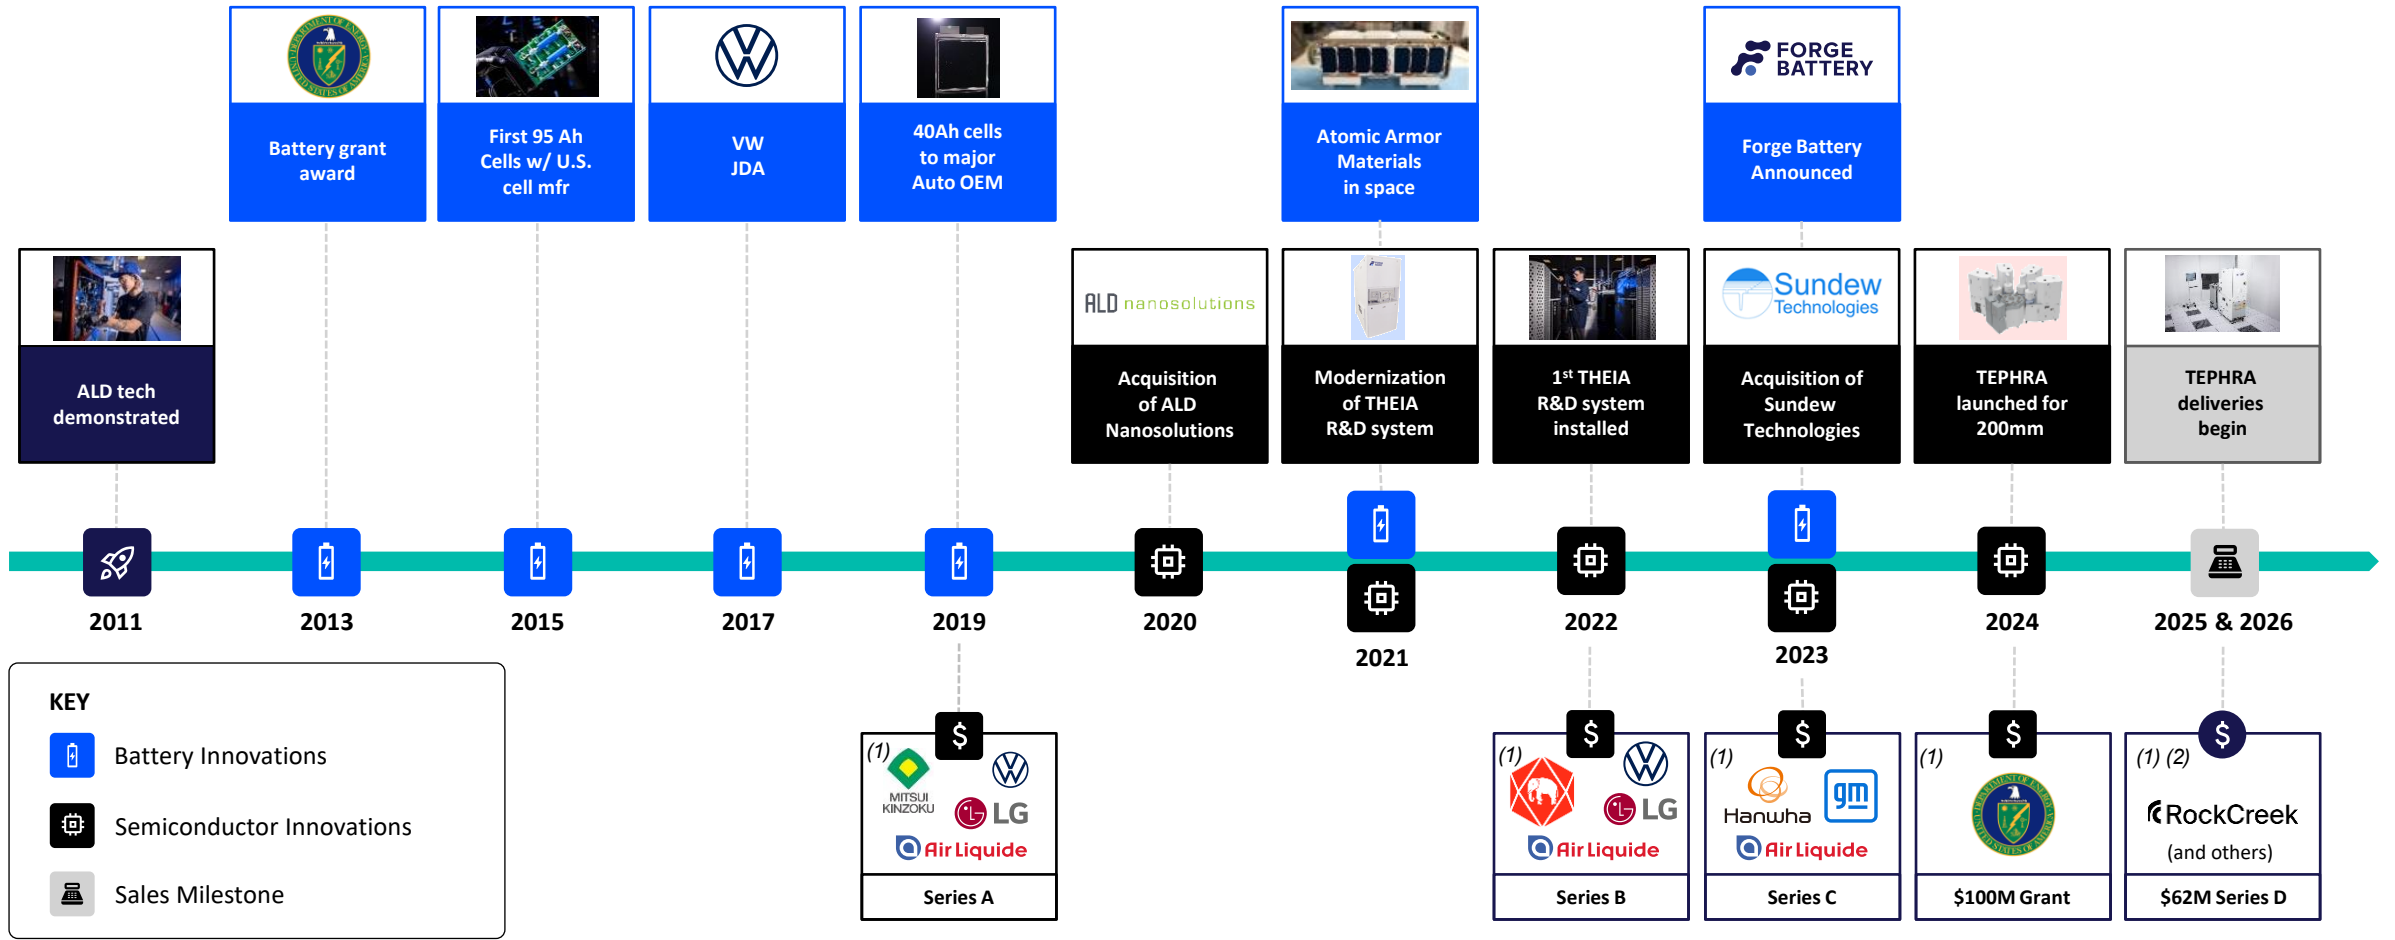 FORGE
BATTERY
Battery grant
award
First 95 Ah
Cells w/ U.S.
cell mfr
VW
JDA
40Ah cells
to major
Auto OEM
Atomic Armor
Materials
in space
Forge Battery
Announced
ALD nanosolutions
Sundew
Technologies
ALD tech
demonstrated
Acquisition
of ALD
Nanosolutions
Modernization
of THEIA
R&D system
1st THEIA
R&D system
installed
Acquisition of
Sundew
Technologies
TEPHRA
launched for
200mm
TEPHRA
deliveries
begin
2011
2013
2015
2017
2019
2020
2021
2022
2023
2024
2025 & 2026
KEY
Battery Innovations
Semiconductor Innovations
Sales Milestone
$
(1)
MITSUI
KINZOKU
LG
Air Liquide
Series A
$
(1)
LG
Air Liquide
Series B
$
(1)
Hanwha
gm
Air Liquide
Series C
$
(1)
$100M Grant
$
(1) (2)
RockCreek
(and others)
$62M Series D